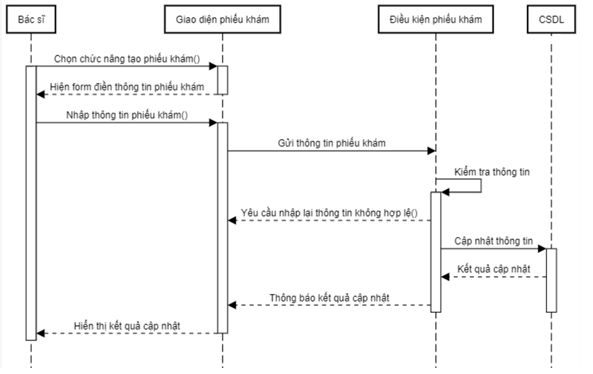 Bác sĩ
Giao diện phiếu khám
Điều kiện phiếu khám
CSDL
Chọn chức năng tạo phiếu khám()
Hiện form điền thông tin phiếu khám
Nhập thông tin phiếu khám()
Gửi thông tin phiếu khám
Kiểm tra thông tin
Yêu cầu nhập lại thông tin không hợp lệ()
Cập nhật thông tin
Kết quả cập nhật
Thông báo kết quả cập nhật
Hiển thị kết quả cập nhật